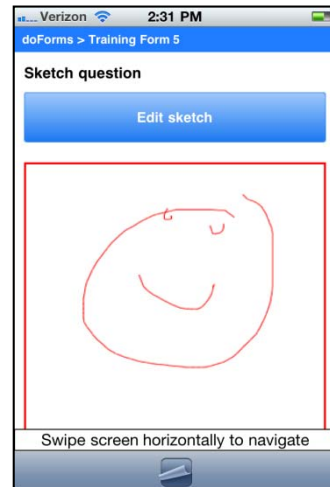 Verizon 2:31 PM
doForms > Training Form 5
Sketch question
Edit sketch
Swipe screen horizontally to navigate